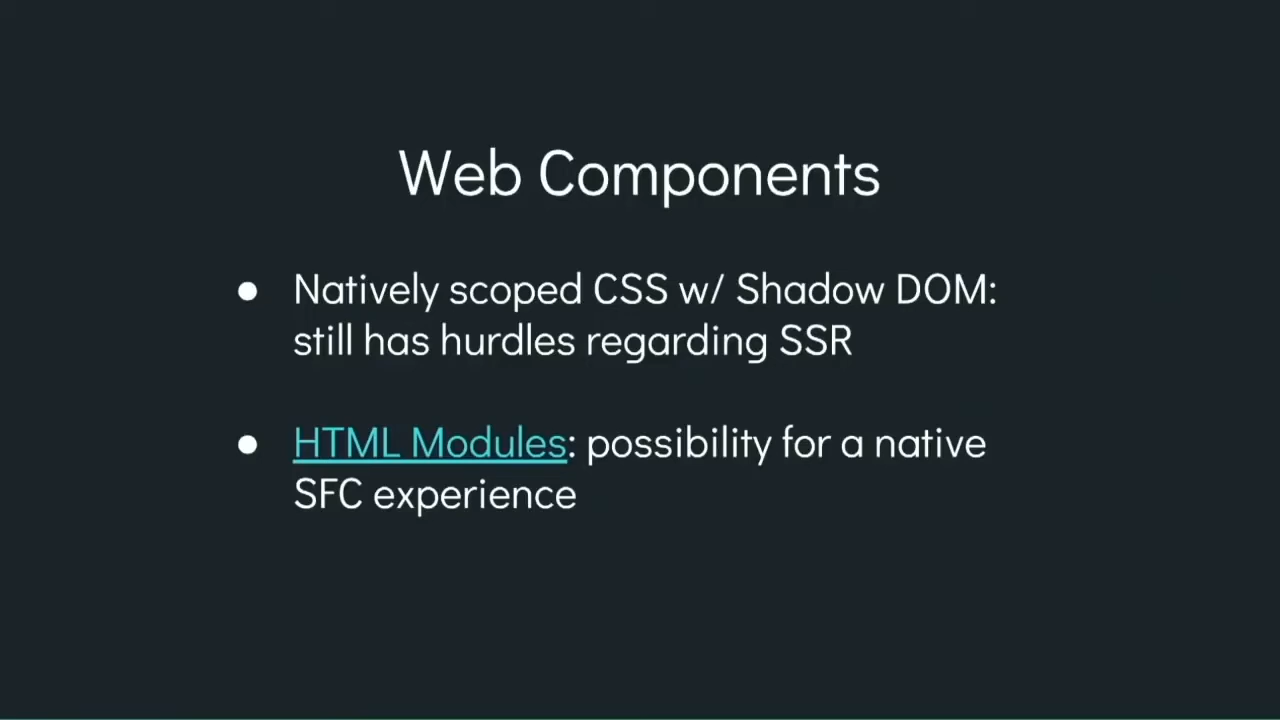 Web Components
● Natively scoped CSS w/ Shadow DOM:
still has hurdles regarding SSR
● HTML Modules: possibility for a native
SFC experience